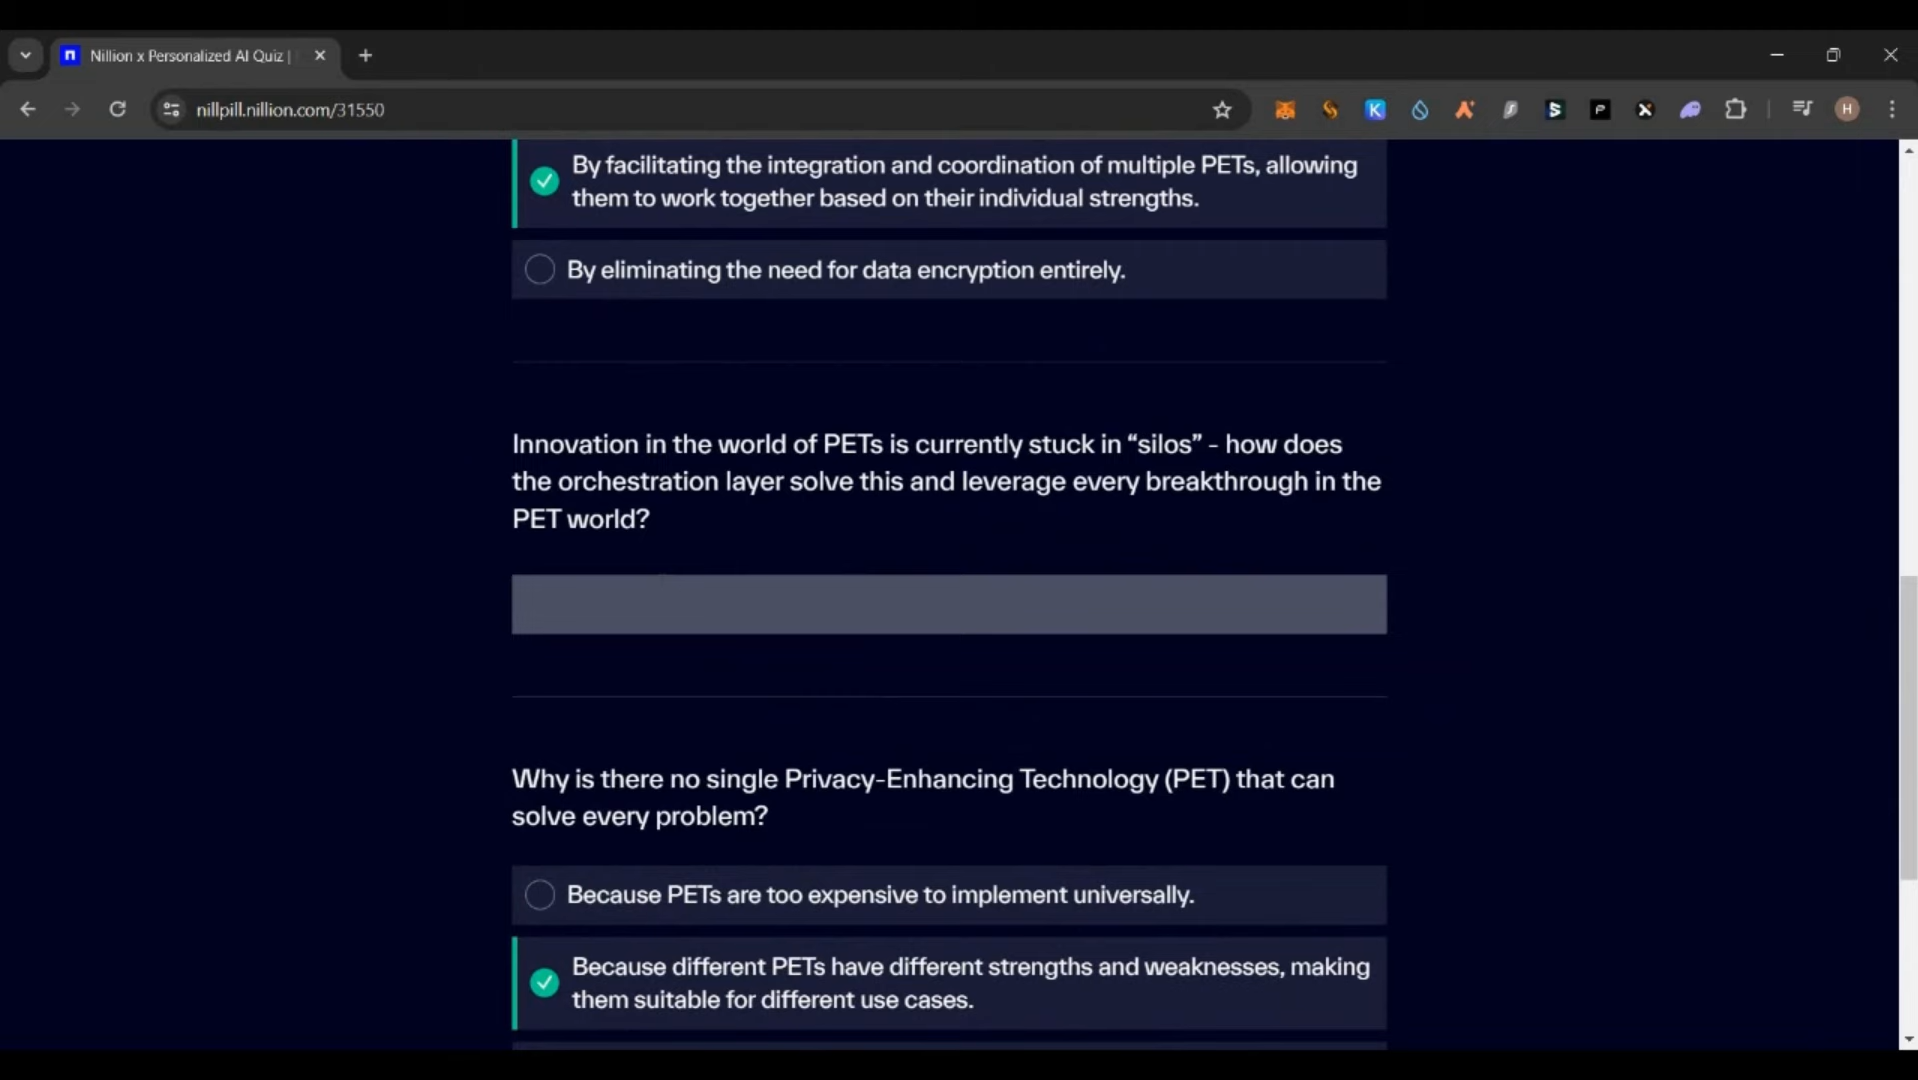 Nillion x Personalized AI Quiz |
nillpill.nillion.com/31550
H
By facilitating the integration and coordination of multiple PETs, allowing
them to work together based on their individual strengths.
By eliminating the need for data encryption entirely.
Innovation in the world of PETs is currently stuck in “silos” - how does
the orchestration layer solve this and leverage every breakthrough in the
PET world?
Why is there no single Privacy-Enhancing Technology (PET) that can
solve every problem?
Because PETs are too expensive to implement universally.
Because different PETs have different strengths and weaknesses, making
them suitable for different use cases.